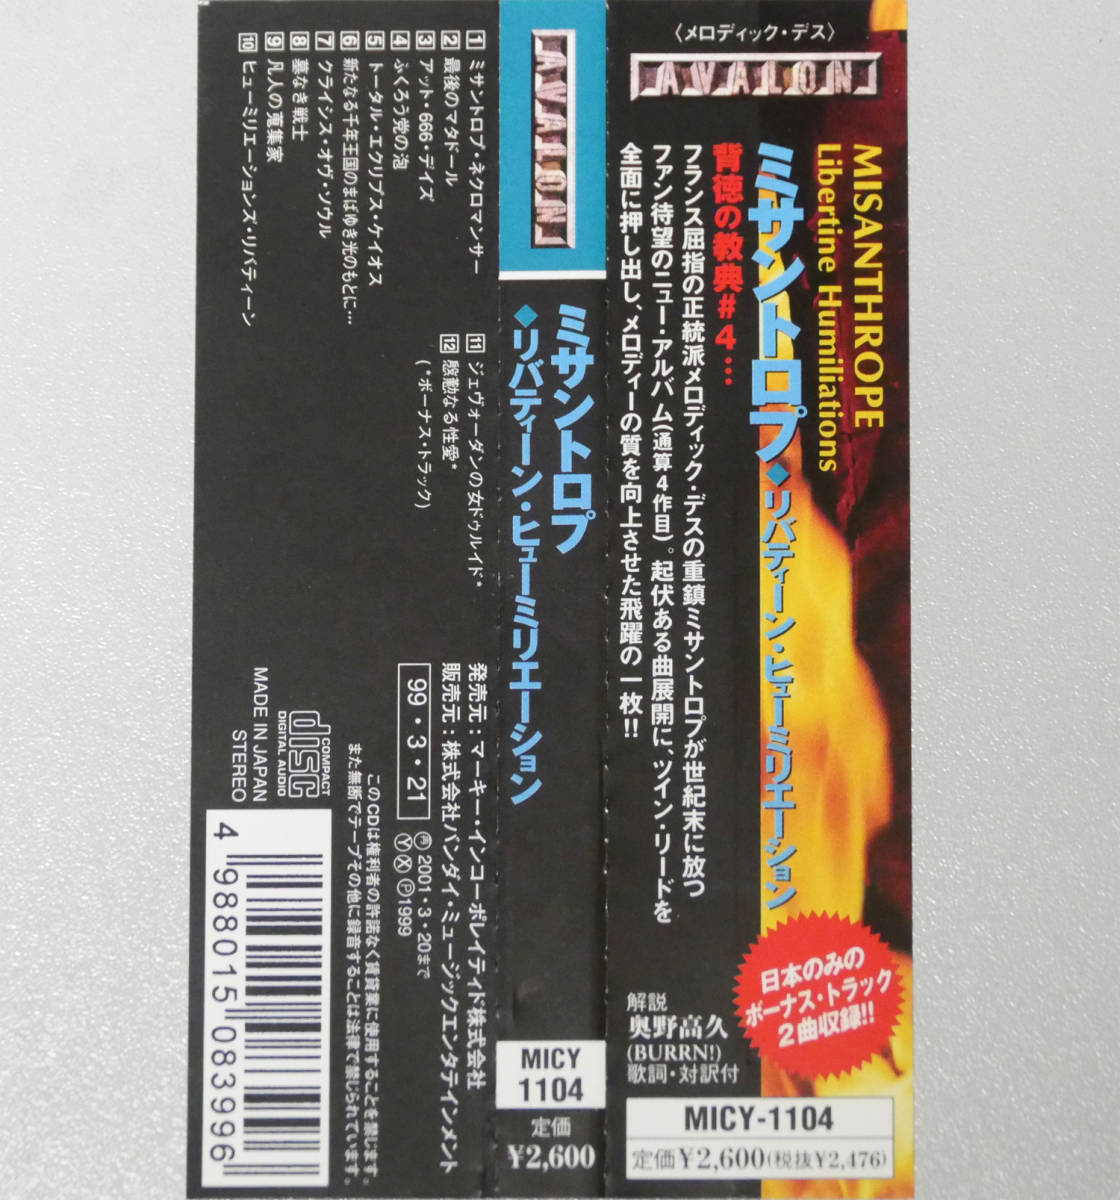 〈メロディック・デス〉
AVALON
MISANTHROPE
Libertine Humiliations
ミサントロプ◆リバティーン・ヒューミリエーション
背徳の教典#4…
フランス屈指の正統派メロディック・デスの重鎮ミサントロプが世紀末に放つ
ファン待望のニュー・アルバム(通算4作目)。起伏ある曲展開に、ツイン・リードを
全面に押し出し、メロディーの質を向上させた飛躍の一枚!!
日本のみの
ボーナス・トラック
2曲収録!!
解説
奥野高久
(BURRN!)
歌詞・対訳付
MICY-1104
定価¥2,600(税抜¥2,476)
AVALON
ミサントロプ
◆リバティーン・ヒューミリエーション
MICY
1104
定価
¥2,600
1 ミサントロプ・ネクロマンサー
2 最後のマタドール
3 アット・666・デイズ
4 ふくろう党の泡
5 トータル・エクリプス・ケイオス
6 新たなる千年王国のまばゆき光のもとに…
7 クライシス・オヴ・ソウル
8 墓なき戦士
9 凡人の蒐集家
10 ヒューミリエーションズ・リバティーン
11 ジェヴォーダンの女ドゥルイド*
12 慇懃なる性愛*
(*ボーナス・トラック)
発売元:マーキー・インコーポレイティド株式会社
販売元:株式会社バンダイ・ミュージックエンタテインメント
99・3・21
再 2001・3・20まで
Ⓨ Ⓧ Ⓟ1999
このCDは権利者の許諾なく賃貸業に使用することを禁じます。
また無断でテープその他に録音することは法律で禁じられています。
COMPACT
disc
DIGITAL AUDIO
MADE IN JAPAN
STEREO
4 988015 083996